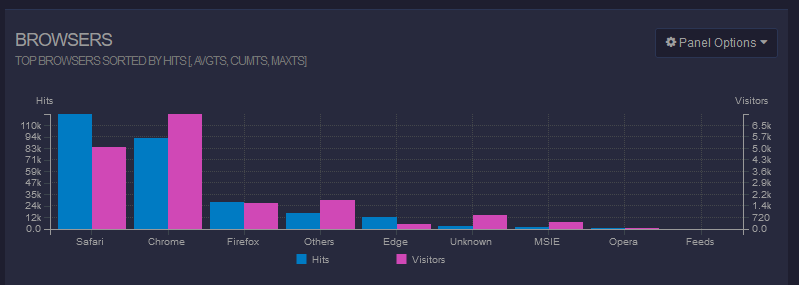 BROWSERS
Panel Options
TOP BROWSERS SORTED BY HITS [, AVGTS, CUMTS, MAXTS]
Hits Visitors
110k 6.5k
94k 5.7k
83k 5.0k
71k 4.3k
59k 3.6k
47k 2.9k
35k 2.2k
24k 1.4k
12k 720
0.0 0.0
Safari Chrome Firefox Others Edge Unknown MSIE Opera Feeds
Hits Visitors